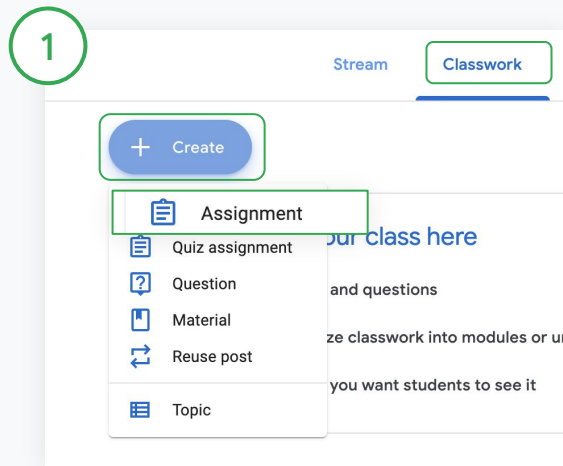 1
Stream
Classwork
Create
Assignment
Quiz assignment
our class here
Question
and questions
Material
ze classwork into modules or
Reuse post
you want students to see it
Topic